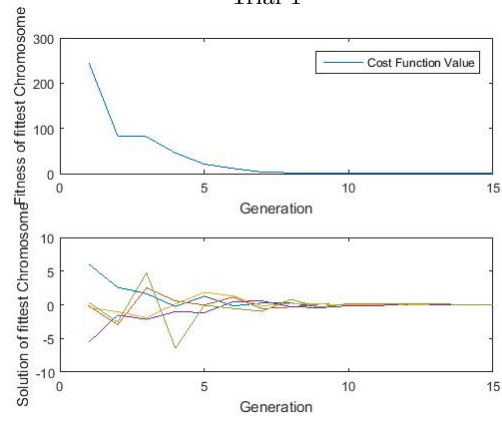 Trial 1
Fitness of fittest Chromosome
300
200
100
0
Cost Function Value
0
5
10
15
Generation
Solution of fittest Chromosome
10
5
0
-5
-10
0
5
10
15
Generation